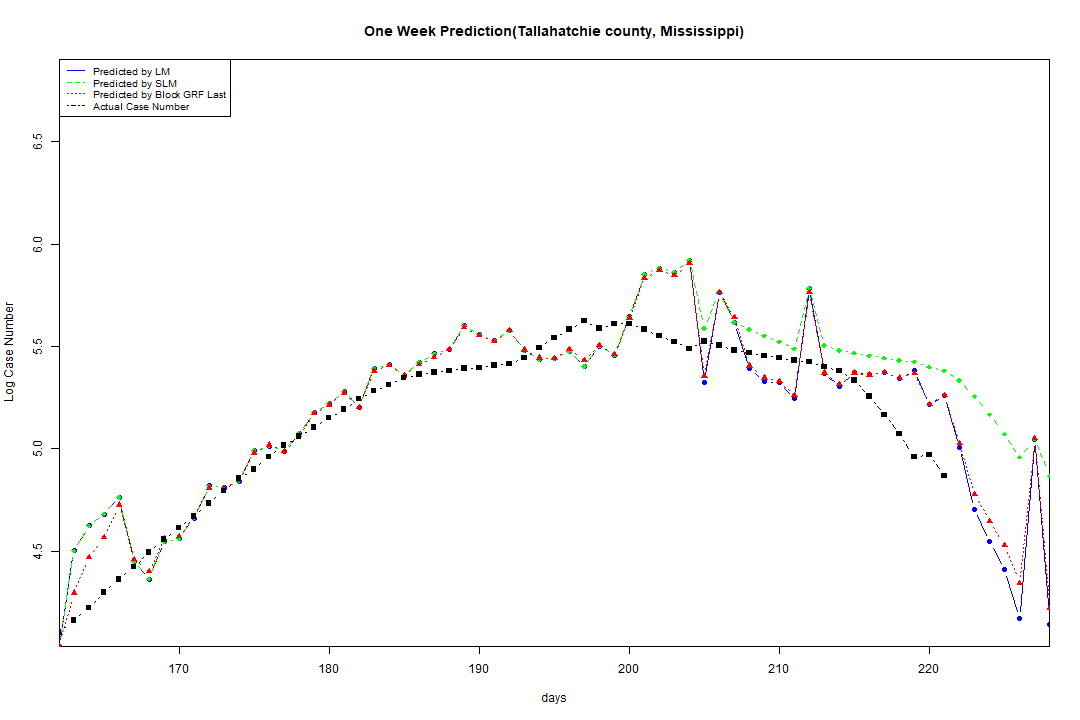 One Week Prediction(Tallahatchie county, Mississippi)
Predicted by LM
Predicted by SLM
Predicted by Block GRF Last
Actual Case Number
6.5
6.0
5.5
5.0
4.5
Log Case Number
170 180 190 200 210 220
days